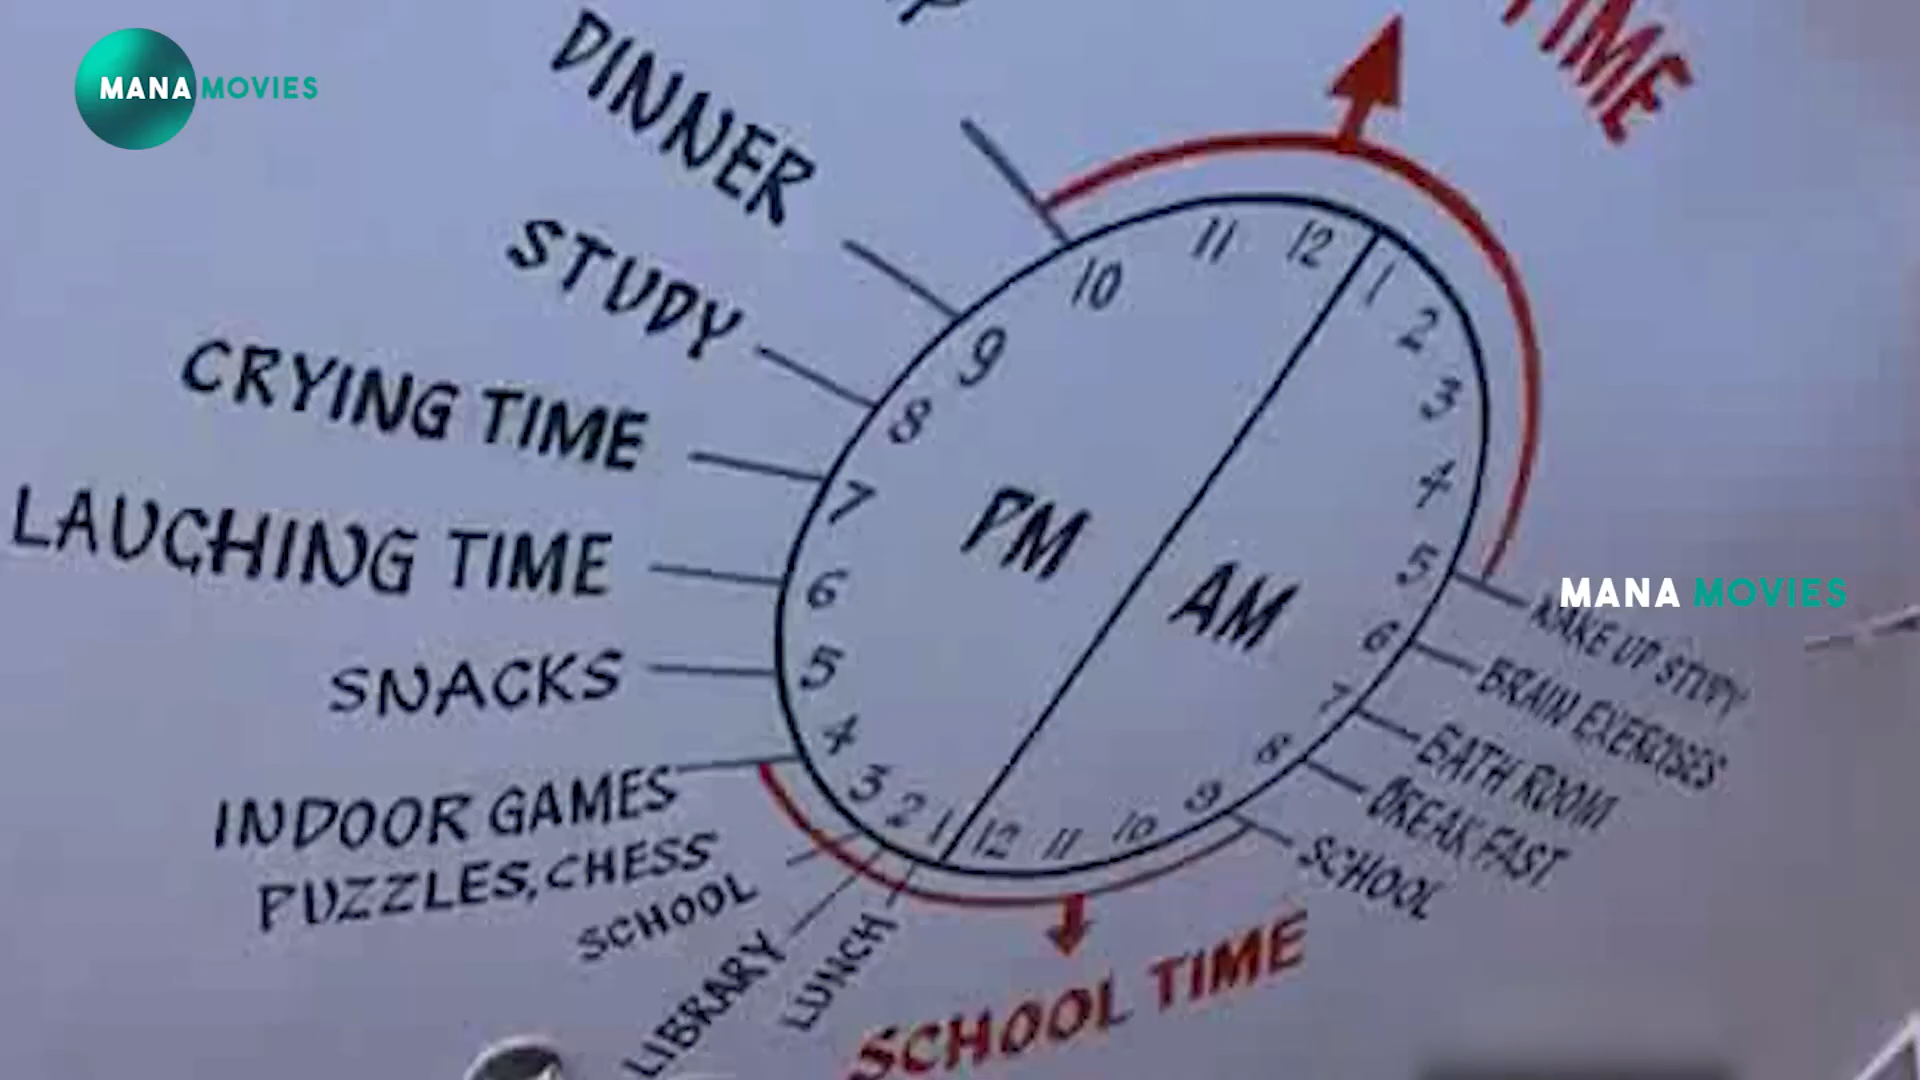 MANA MOVIES
TIME
DINNER
STUDY
CRYING TIME
LAUGHING TIME
SNACKS
INDOOR GAMES
PUZZLES, CHESS
SCHOOL
LIBRARY
LUNCH
SCHOOL TIME
10 11 12
9
8
7
6
5
4
3
2
1
PM
AM
1
2
3
4
5
6
7
8
9
10
11
12
WAKE UP STUDY
BRAIN EXERCISES
BATH ROOM
BREAK FAST
SCHOOL
MANA MOVIES